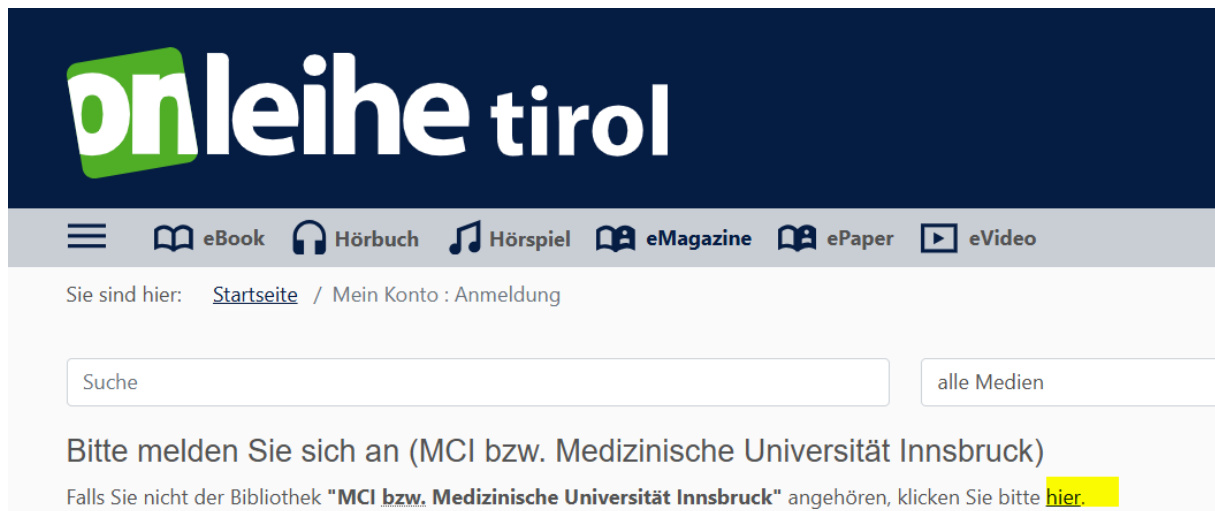 onleihe tirol
eBook Hörbuch Hörspiel eMagazine ePaper eVideo
Sie sind hier: Startseite / Mein Konto : Anmeldung
Suche alle Medien
Bitte melden Sie sich an (MCI bzw. Medizinische Universität Innsbruck)
Falls Sie nicht der Bibliothek "MCI bzw. Medizinische Universität Innsbruck" angehören, klicken Sie bitte hier.